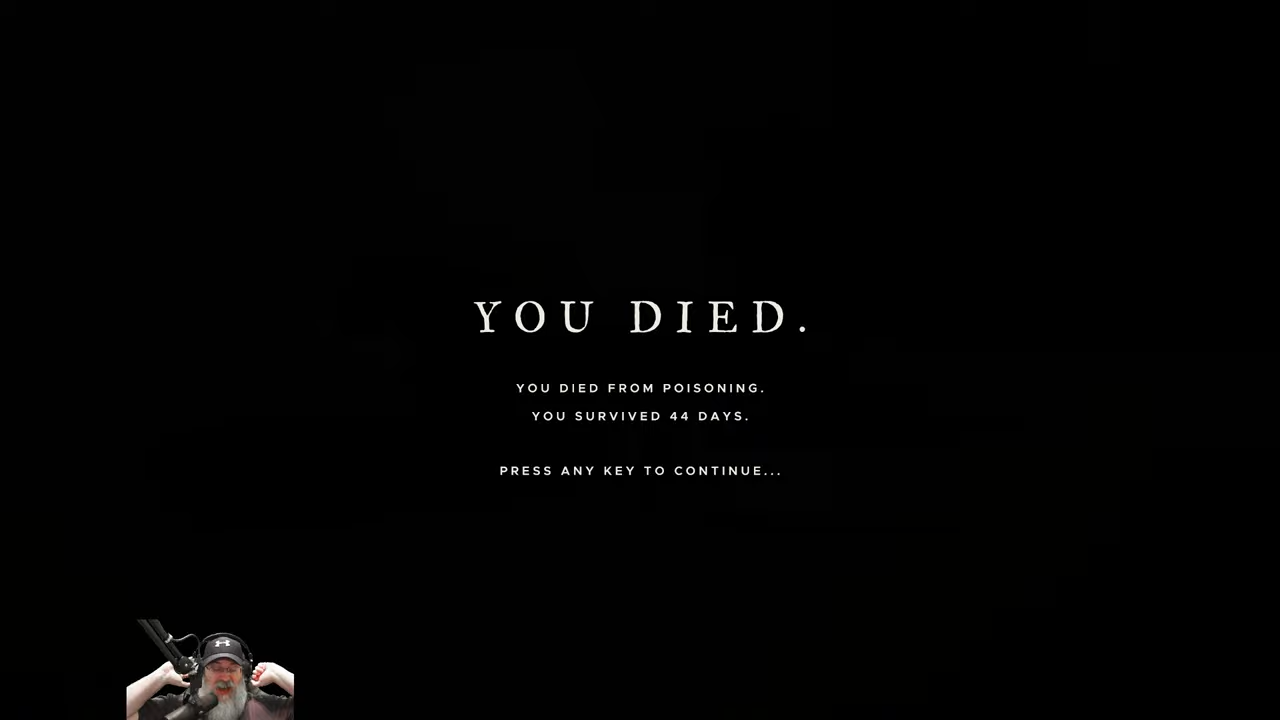 YOU DIED.
YOU DIED FROM POISONING.
YOU SURVIVED 44 DAYS.
PRESS ANY KEY TO CONTINUE...